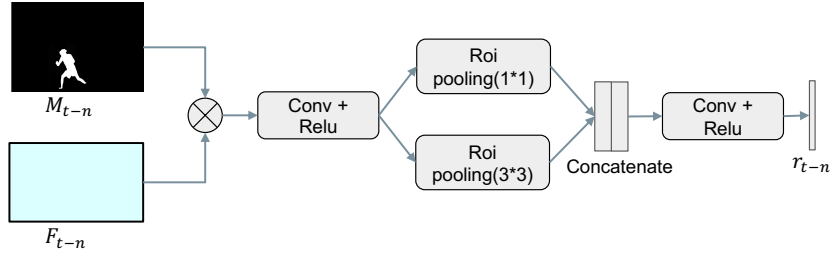 M_{t-n}
F_{t-n}
Conv +
Relu
Roi
pooling(1*1)
Roi
pooling(3*3)
Concatenate
Conv +
Relu
r_{t-n}